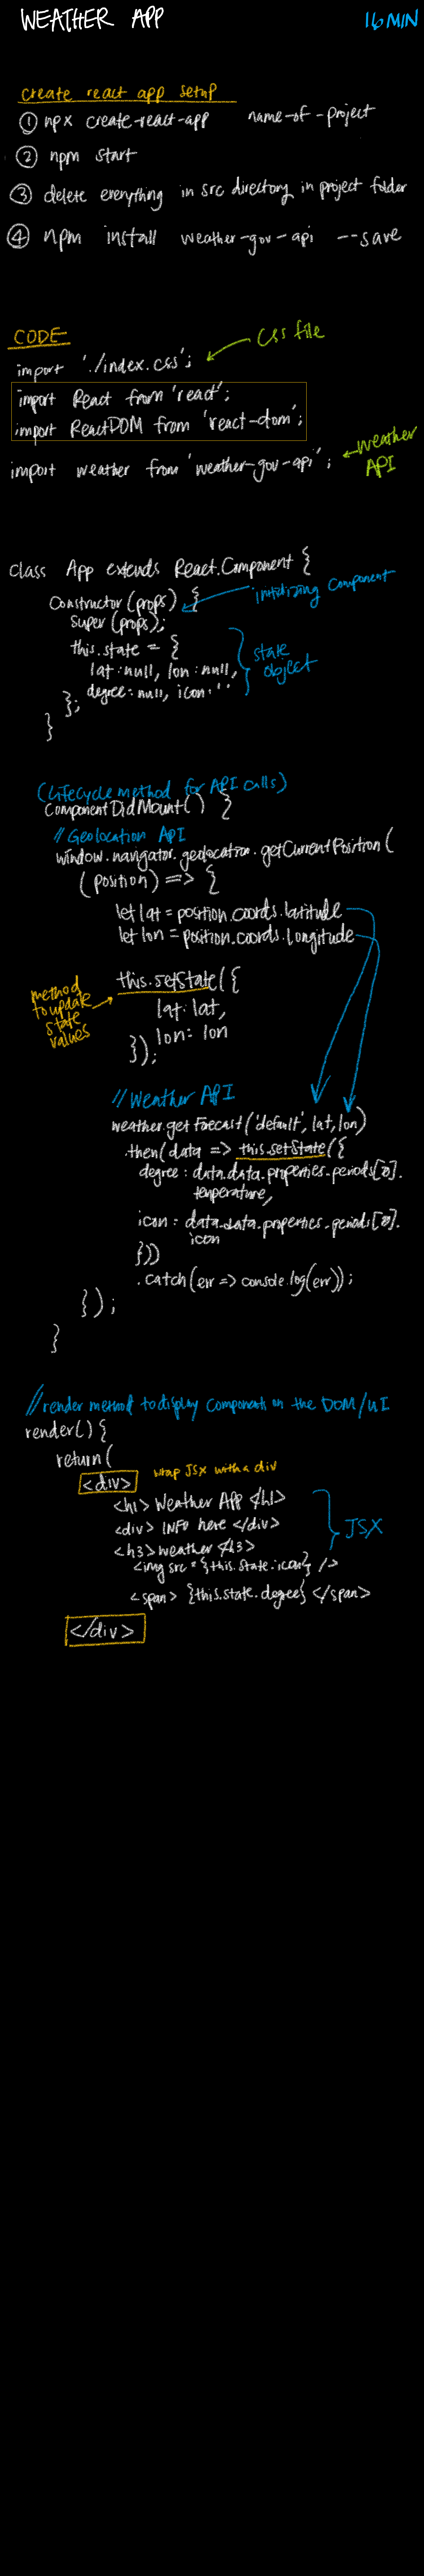 WEATHER APP 16 MIN
create react app setup
① npx create-react-app name-of-project
② npm start
③ delete everything in src directory in project folder
④ npm install weather-gov-api --save
CODE
css file
import './index.css';
import React from 'react';
import ReactDOM from 'react-dom';
import weather from 'weather-gov-api';
weather
API
class App extends React.Component {
initializing component
constructor(props) {
super(props);
this.state = {
lat:null, lon:null,
degree:null, icon:''
};
}
state
object
(Lifecycle method for API calls)
componentDidMount() {
// Geolocation API
window.navigator.geolocation.getCurrentPosition(
(position) => {
let lat = position.coords.latitude
let lon = position.coords.longitude
this.setState({
lat: lat,
lon: lon
});
method
to update
state
values
// Weather API
weather.getForecast('default', lat, lon)
.then(data => this.setState({
degree: data.data.properties.periods[0].
temperature,
icon: data.data.properties.periods[0].
icon
}))
.catch(err => console.log(err));
});
}
// render method to display components on the DOM/UI
render() {
return(
<div> wrap JSX with a div
<h1> Weather App </h1>
<div> INFO here </div>
<h3> weather </h3>
<img src={this.state.icon} />
<span> {this.state.degree} </span>
JSX
</div>